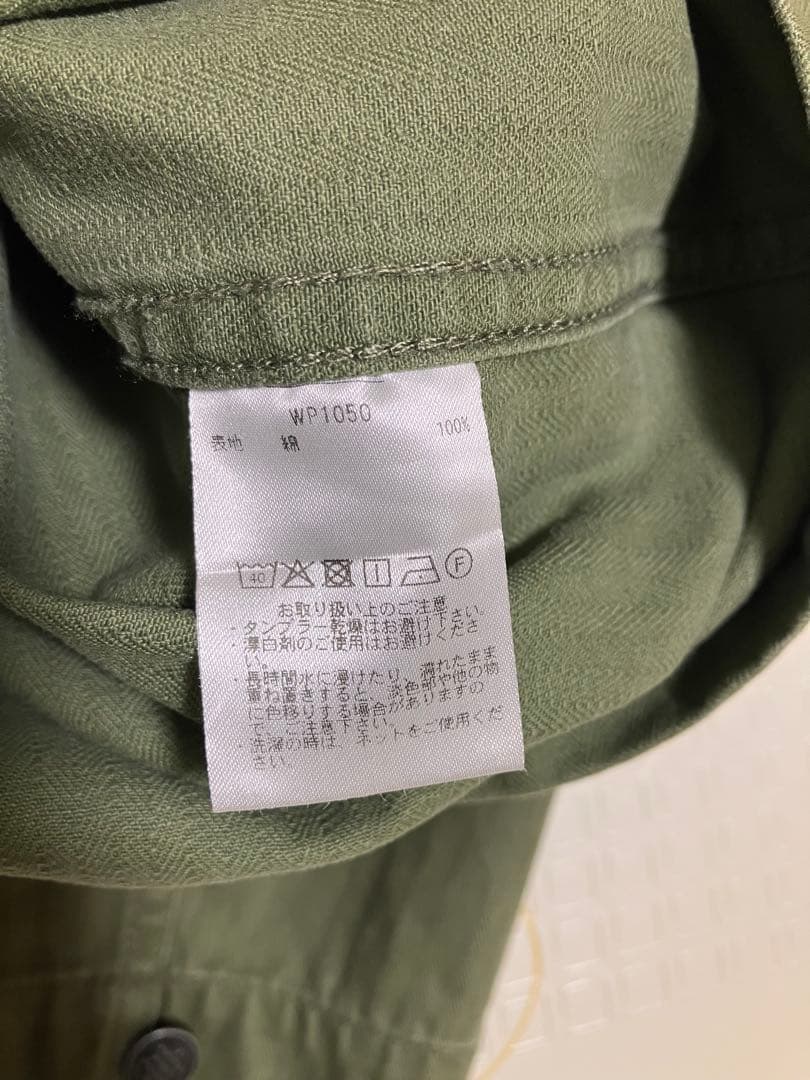 WP1050
表地 綿 100%
40 F
お取り扱い上のご注意
・タンブラー乾燥はお避け下さい。
・漂白剤のご使用はお避けくださ
い。
・長時間水に浸けたり、濡れたまま
重ね置きすると、淡色部や他の物
に色移りする場合がありますの
で、ご注意下さい。
・洗濯の時は、ネットをご使用くだ
さい。